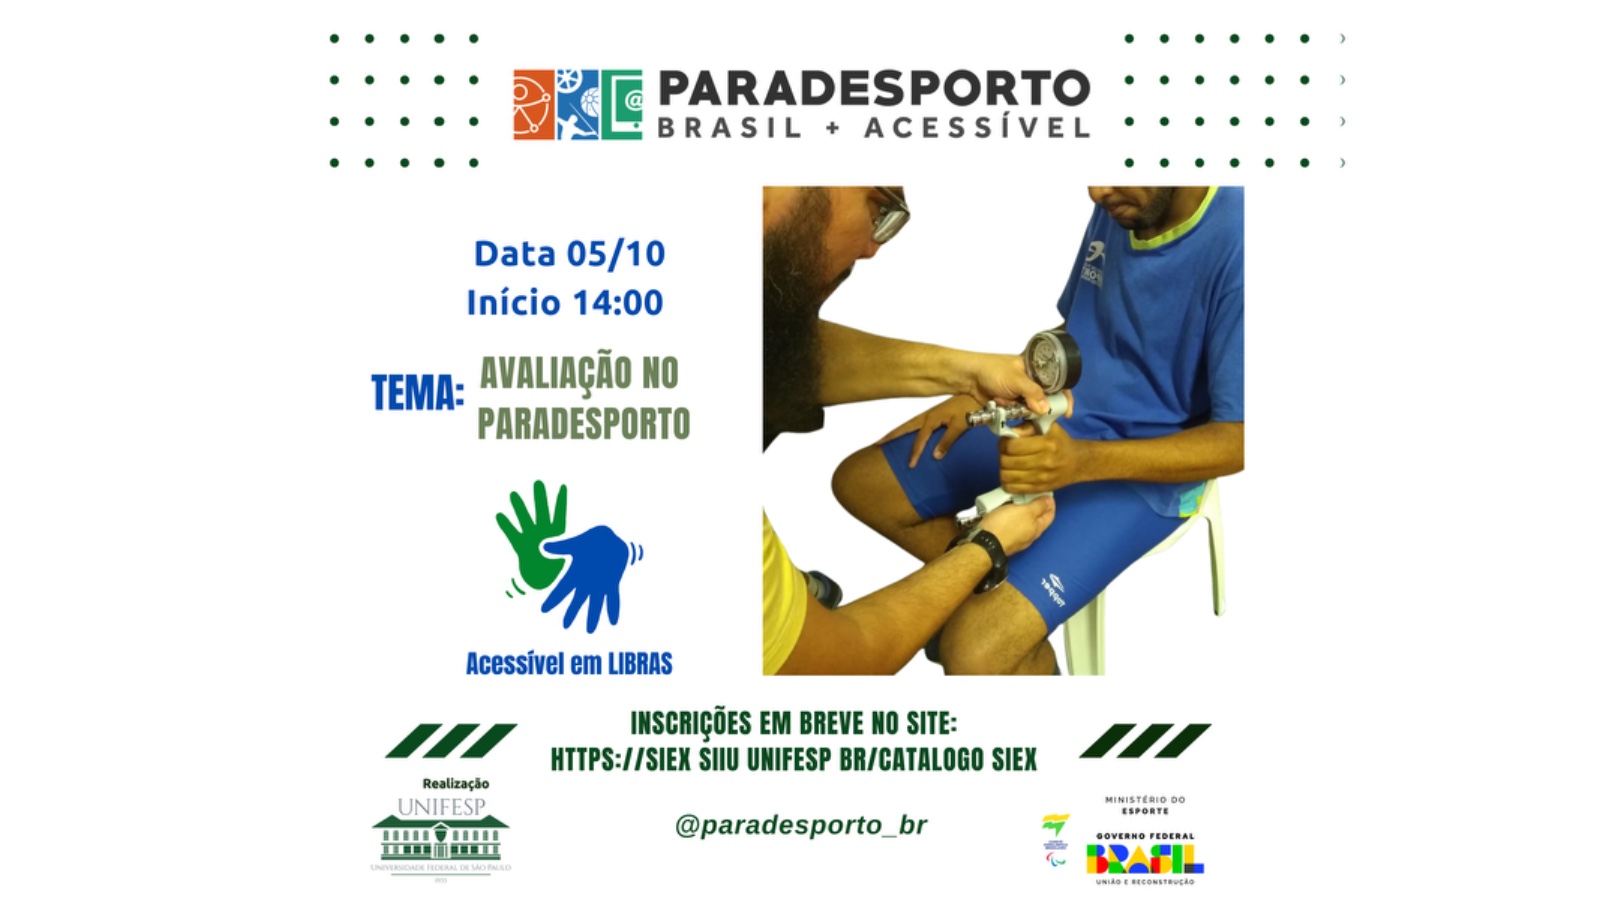 PARADESPORTO
BRASIL + ACESSÍVEL
Data 05/10
Início 14:00
TEMA: AVALIAÇÃO NO
PARADESPORTO
Acessível em LIBRAS
INSCRIÇÕES EM BREVE NO SITE:
HTTPS://SIEX SIIU UNIFESP BR/CATALOGO SIEX
@paradesporto_br
Realização
UNIFESP
UNIVERSIDADE FEDERAL DE SÃO PAULO
MINISTÉRIO DO
ESPORTE
GOVERNO FEDERAL
BRASIL
UNIÃO E RECONSTRUÇÃO
topper